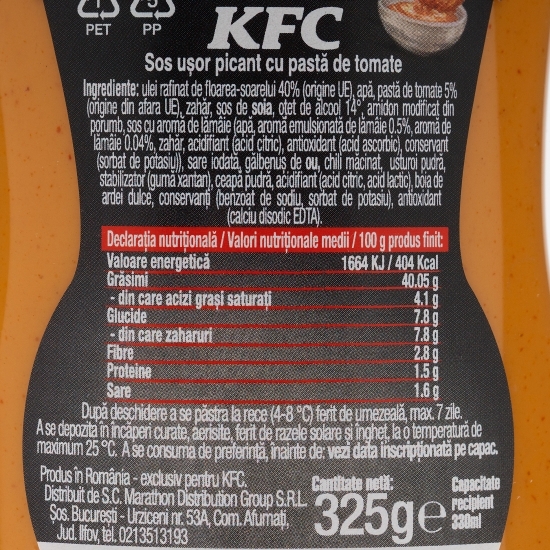 1 5
PET PP
KFC
Sos ușor picant cu pastă de tomate
Ingrediente: ulei rafinat de floarea-soarelui 40% (origine UE), apă, pastă de tomate 5%
(origine din afara UE), zahăr, sos de soia, oțet de alcool 14°, amidon modificat din
porumb, sos cu aromă de lămâie (apă, aromă emulsionată de lămâie 0.5%, aromă de
lămâie 0.04%, zahăr, acidifiant (acid citric), antioxidant (acid ascorbic), conservant
(sorbat de potasiu)), sare iodată, gălbenuș de ou, chili măcinat, usturoi pudră,
stabilizator (gumă xantan), ceapă pudră, acidifiant (acid citric, acid lactic), boia de
ardei dulce, conservanți (benzoat de sodiu, sorbat de potasiu), antioxidant
(calciu disodic EDTA).
Declarația nutrițională / Valori nutriționale medii / 100 g produs finit:
Valoare energetică 1664 KJ / 404 Kcal
Grăsimi 40.05 g
- din care acizi grași saturați 4.1 g
Glucide 7.8 g
- din care zaharuri 7.8 g
Fibre 2.8 g
Proteine 1.5 g
Sare 1.6 g
După deschidere a se păstra la rece (4-8 °C) ferit de umezeală, max. 7 zile.
A se depozita în încăperi curate, aerisite, ferit de razele solare și îngheț, la o temperatură de
maximum 25 °C. A se consuma de preferință, înainte de: vezi data inscripționată pe capac.
Produs în România - exclusiv pentru KFC.
Distribuit de S.C. Marathon Distribution Group S.R.L.
Șos. București - Urziceni nr. 53A, Com. Afumați,
Jud. Ilfov, tel. 0213513193
Cantitate netă:
325g e
Capacitate
recipient
330ml